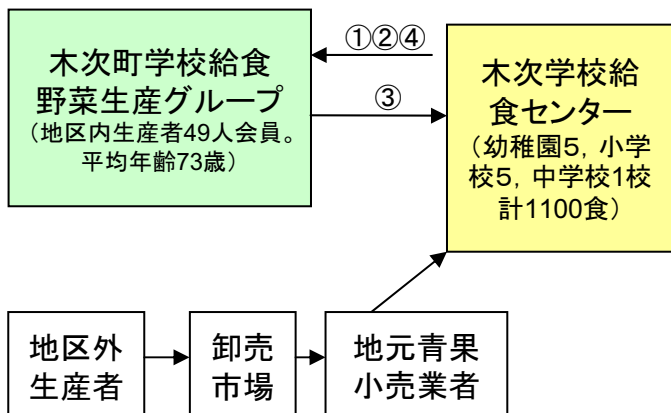 木次町学校給食
野菜生産グループ
(地区内生産者49人会員。
平均年齢73歳)
①②④
③
木次学校給
食センター
(幼稚園5, 小学
校5, 中学校1校
計1100食)
地区外
生産者
卸売
市場
地元青果
小売業者